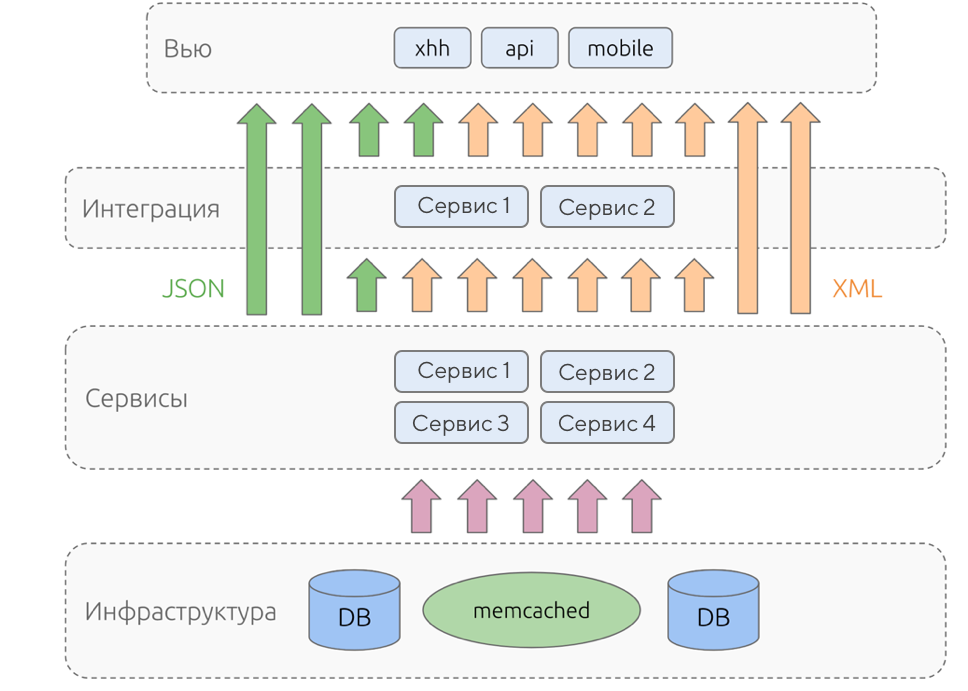 Вью
xhh
api
mobile
Интеграция
Сервис 1
Сервис 2
JSON
XML
Сервисы
Сервис 1
Сервис 2
Сервис 3
Сервис 4
Инфраструктура
DB
memcached
DB